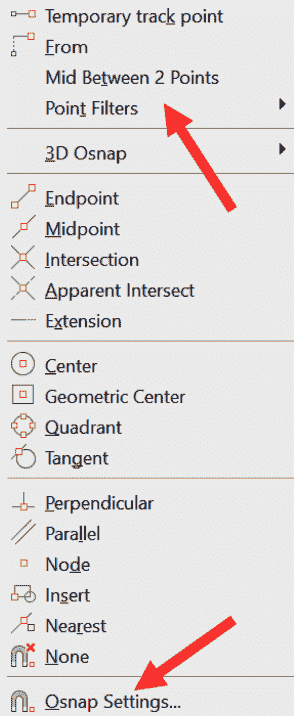 Temporary track point
From
Mid Between 2 Points
Point Filters
3D Osnap
Endpoint
Midpoint
Intersection
Apparent Intersect
Extension
Center
Geometric Center
Quadrant
Tangent
Perpendicular
Parallel
Node
Insert
Nearest
None
Osnap Settings...